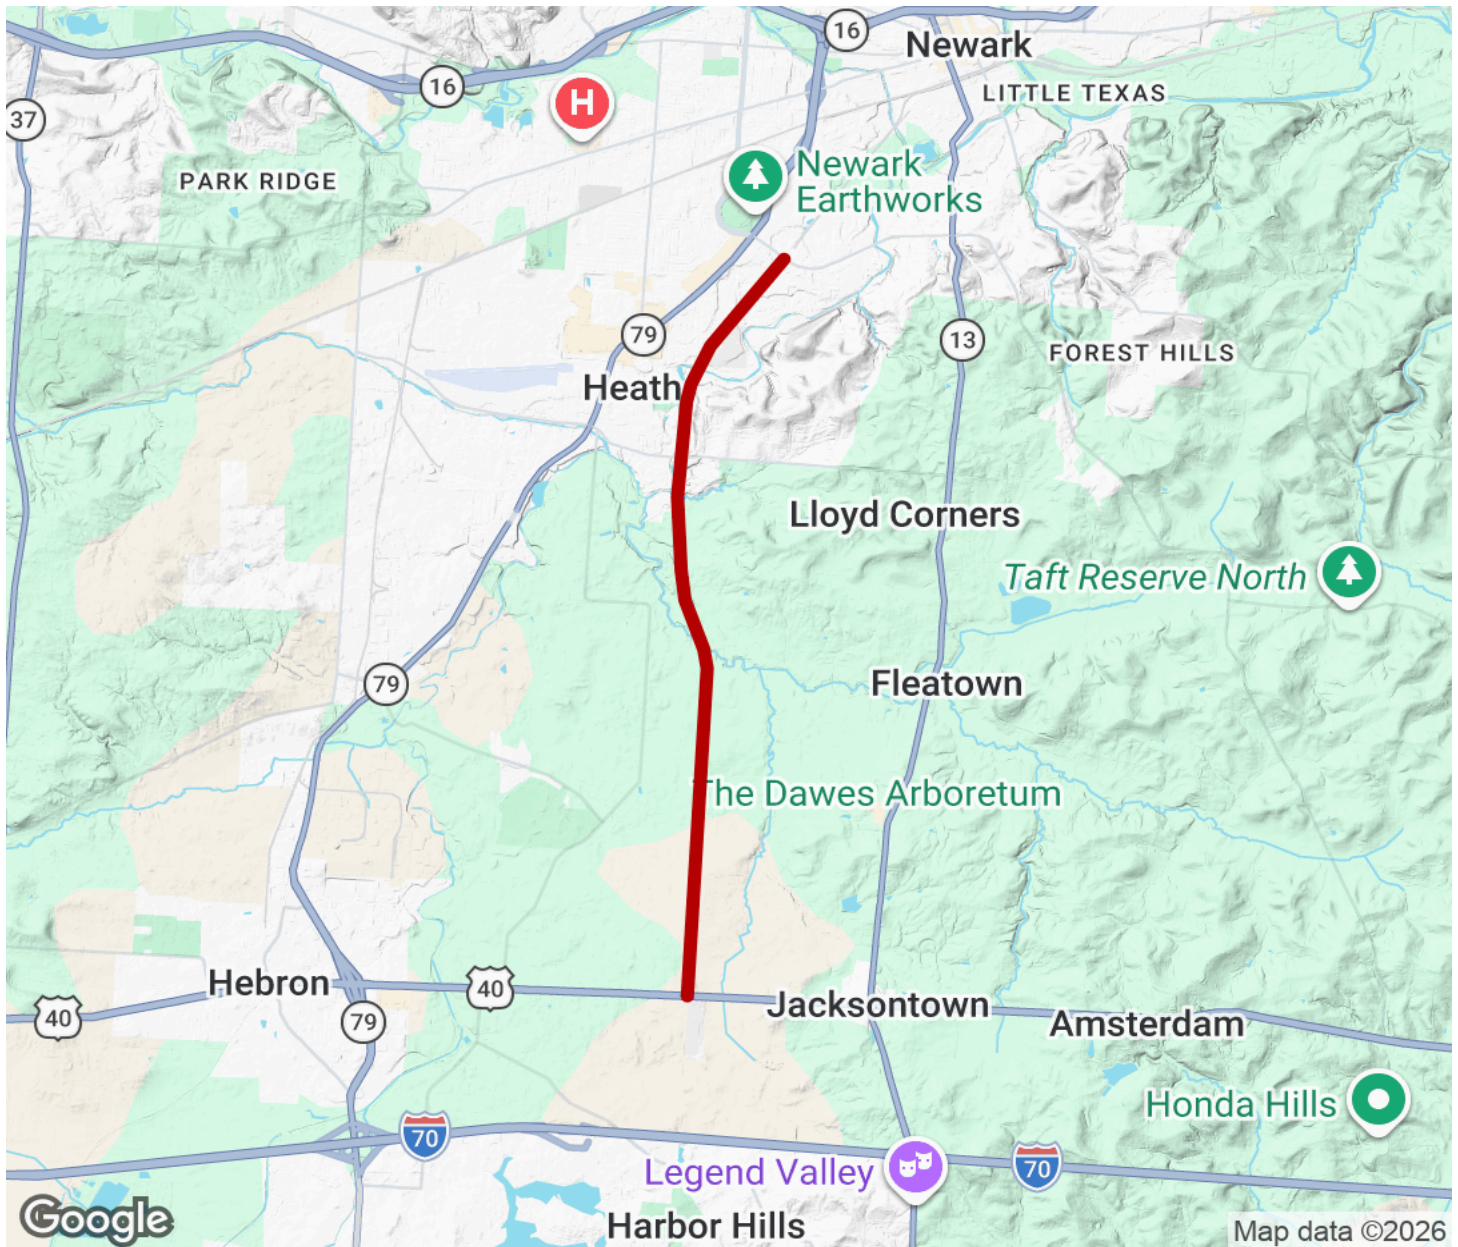 16
Newark
16
H
LITTLE TEXAS
37
PARK RIDGE
Newark
Earthworks
79
13
FOREST HILLS
Heath
Lloyd Corners
Taft Reserve North
79
Fleatown
The Dawes Arboretum
Hebron
40
Jacksontown
40
79
Amsterdam
Honda Hills
70
Legend Valley
70
Google
Harbor Hills
Map data ©2026